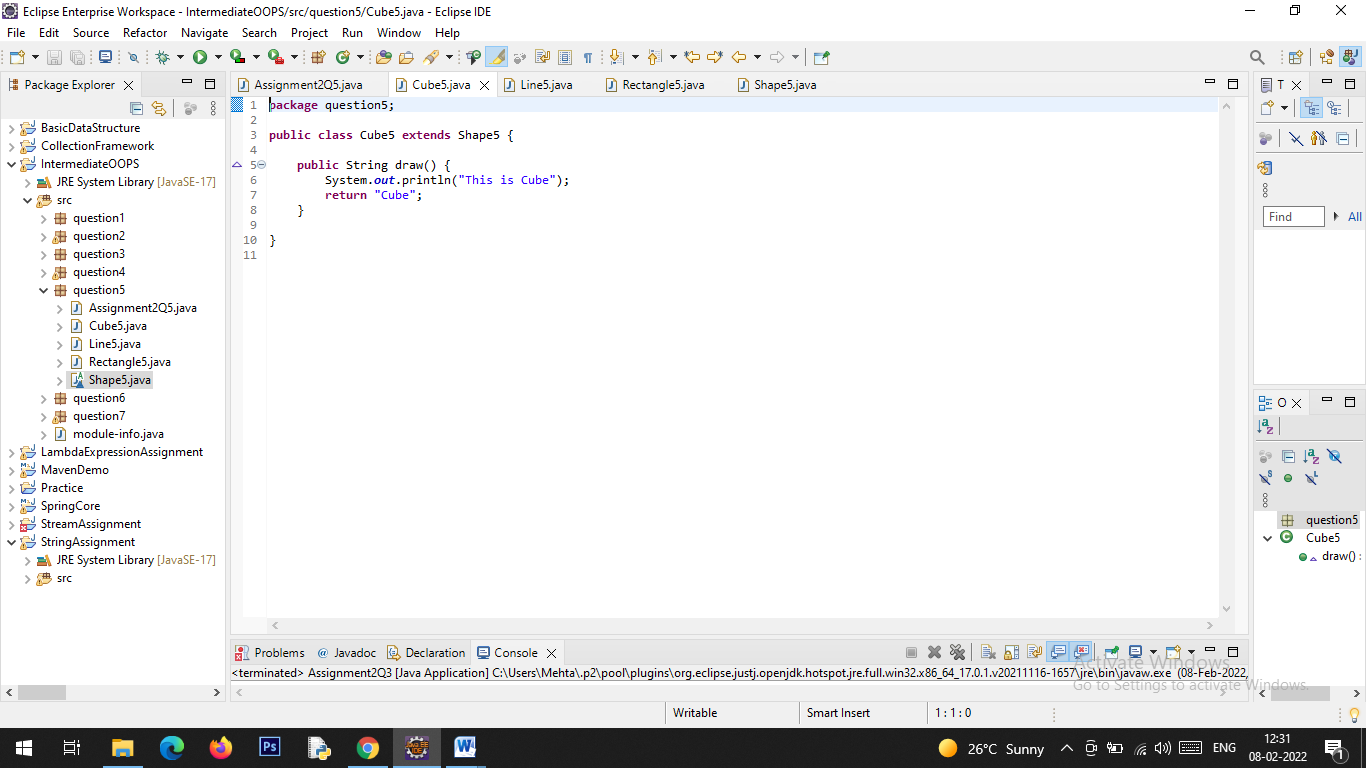 Eclipse Enterprise Workspace - IntermediateOOPS/src/question5/Cube5.java - Eclipse IDE
File Edit Source Refactor Navigate Search Project Run Window Help
Package Explorer
BasicDataStructure
CollectionFramework
IntermediateOOPS
JRE System Library [JavaSE-17]
src
question1
question2
question3
question4
question5
Assignment2Q5.java
Cube5.java
Line5.java
Rectangle5.java
Shape5.java
question6
question7
module-info.java
LambdaExpressionAssignment
MavenDemo
Practice
SpringCore
StreamAssignment
StringAssignment
JRE System Library [JavaSE-17]
src
Assignment2Q5.java Cube5.java Line5.java Rectangle5.java Shape5.java
1 package question5;
2
3 public class Cube5 extends Shape5 {
4
5 public String draw() {
6 System.out.println("This is Cube");
7 return "Cube";
8 }
9
10 }
11
T
Find All
O
question5
Cube5
draw() :
Problems @ Javadoc Declaration Console
<terminated> Assignment2Q3 [Java Application] C:\Users\Mehta\.p2\pool\plugins\org.eclipse.justj.openjdk.hotspot.jre.full.win32.x86_64_17.0.1.v20211116-1657\jre\bin\javaw.exe (08-Feb-2022,
Activate Windows
Go to Settings to activate Windows.
Writable Smart Insert 1 : 1 : 0
Ps
W
26°C Sunny ENG 12:31
08-02-2022
1